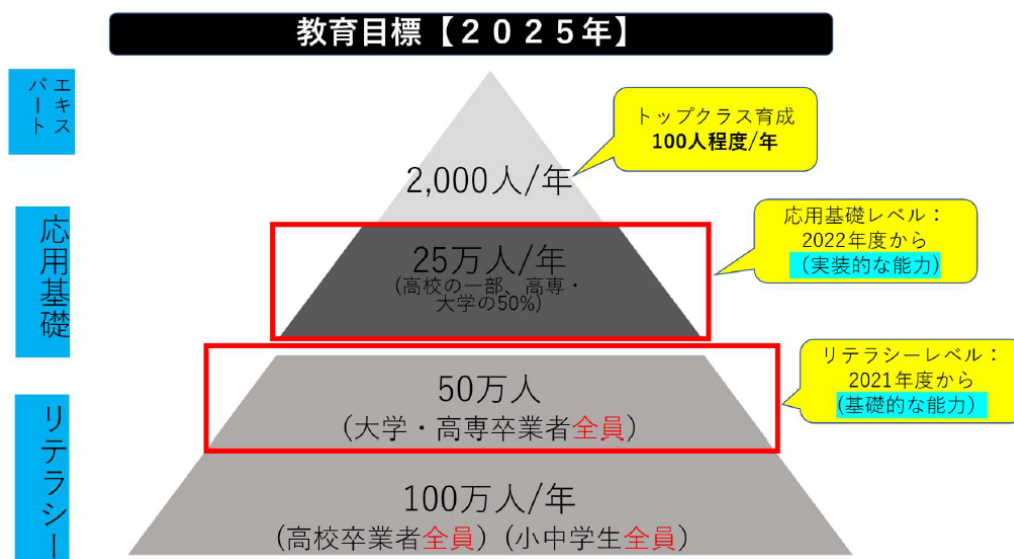 教育目標【２０２５年】
エキス
パート
トップクラス育成
100人程度/年
2,000人/年
応用基礎
25万人/年
(高校の一部、高専・
大学の50%)
応用基礎レベル：
2022年度から
（実装的な能力)
リテラシー
50万人
(大学・高専卒業者全員)
リテラシーレベル：
2021年度から
(基礎的な能力）
100万人/年
(高校卒業者全員) (小中学生全員)